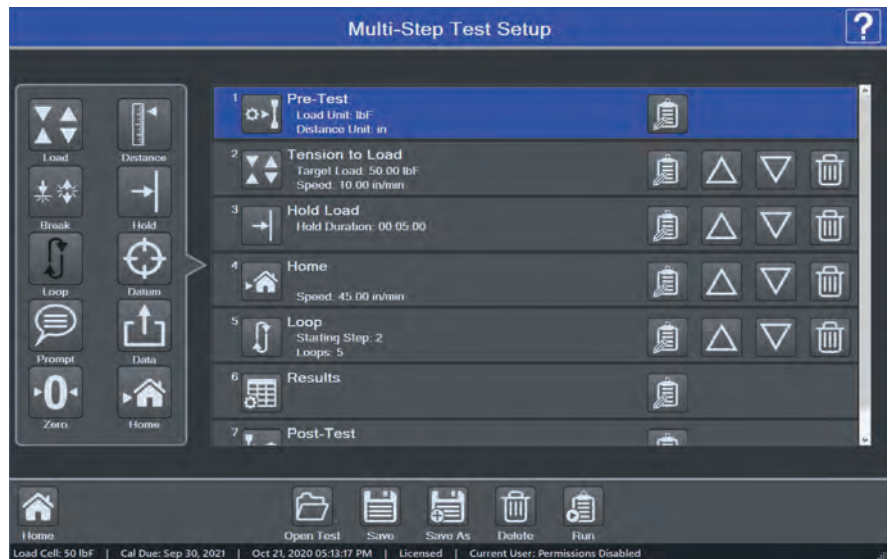 Multi-Step Test Setup
?
Load
Distance
Break
Hold
Loop
Datum
Prompt
Data
0
Zero
Home
1
Pre-Test
Load Unit: lbF
Distance Unit: in
2
Tension to Load
Target Load: 50.00 lbF
Speed: 10.00 in/min
3
Hold Load
Hold Duration: 00:05:00
4
Home
Speed: 45.00 in/min
5
Loop
Starting Step: 2
Loops: 5
6
Results
7
Post-Test
Home
Open Test
Save
Save As
Delete
Run
Load Cell: 50 lbF | Cal Due: Sep 30, 2021 | Oct 21, 2020 05:13:17 PM | Licensed | Current User: Permissions Disabled